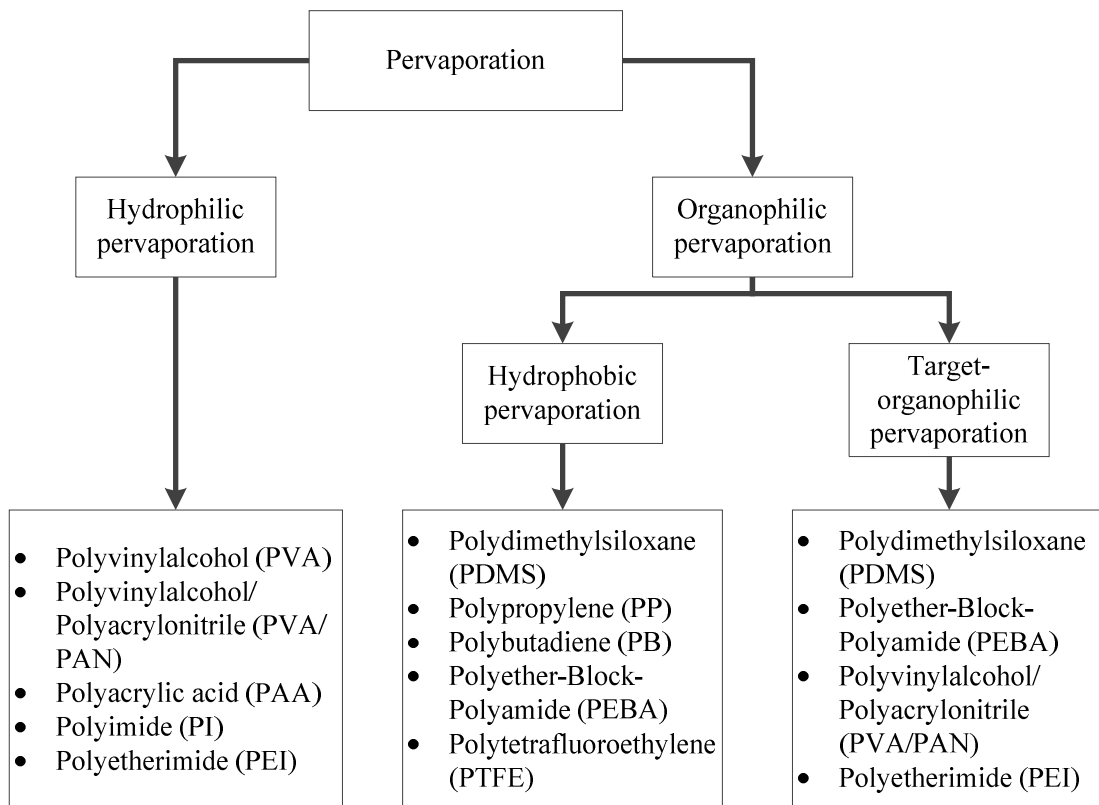 Pervaporation
Hydrophilic
pervaporation
Organophilic
pervaporation
Hydrophobic
pervaporation
Target-
organophilic
pervaporation
• Polyvinylalcohol (PVA)
• Polyvinylalcohol/
Polyacrylonitrile (PVA/
PAN)
• Polyacrylic acid (PAA)
• Polyimide (PI)
• Polyetherimide (PEI)
• Polydimethylsiloxane
(PDMS)
• Polypropylene (PP)
• Polybutadiene (PB)
• Polyether-Block-
Polyamide (PEBA)
• Polytetrafluoroethylene
(PTFE)
• Polydimethylsiloxane
(PDMS)
• Polyether-Block-
Polyamide (PEBA)
• Polyvinylalcohol/
Polyacrylonitrile
(PVA/PAN)
• Polyetherimide (PEI)